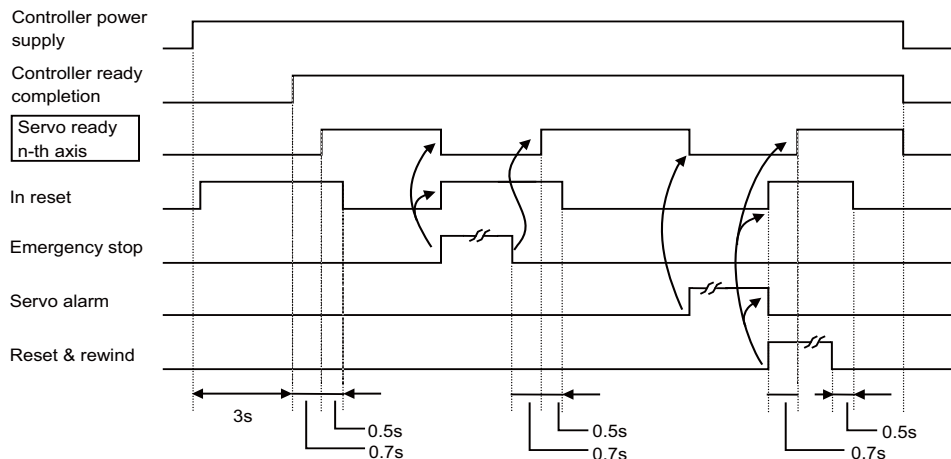 Controller power
supply
Controller ready
completion
Servo ready
n-th axis
In reset
Emergency stop
Servo alarm
Reset & rewind
3s
0.5s
0.7s
0.5s
0.7s
0.5s
0.7s